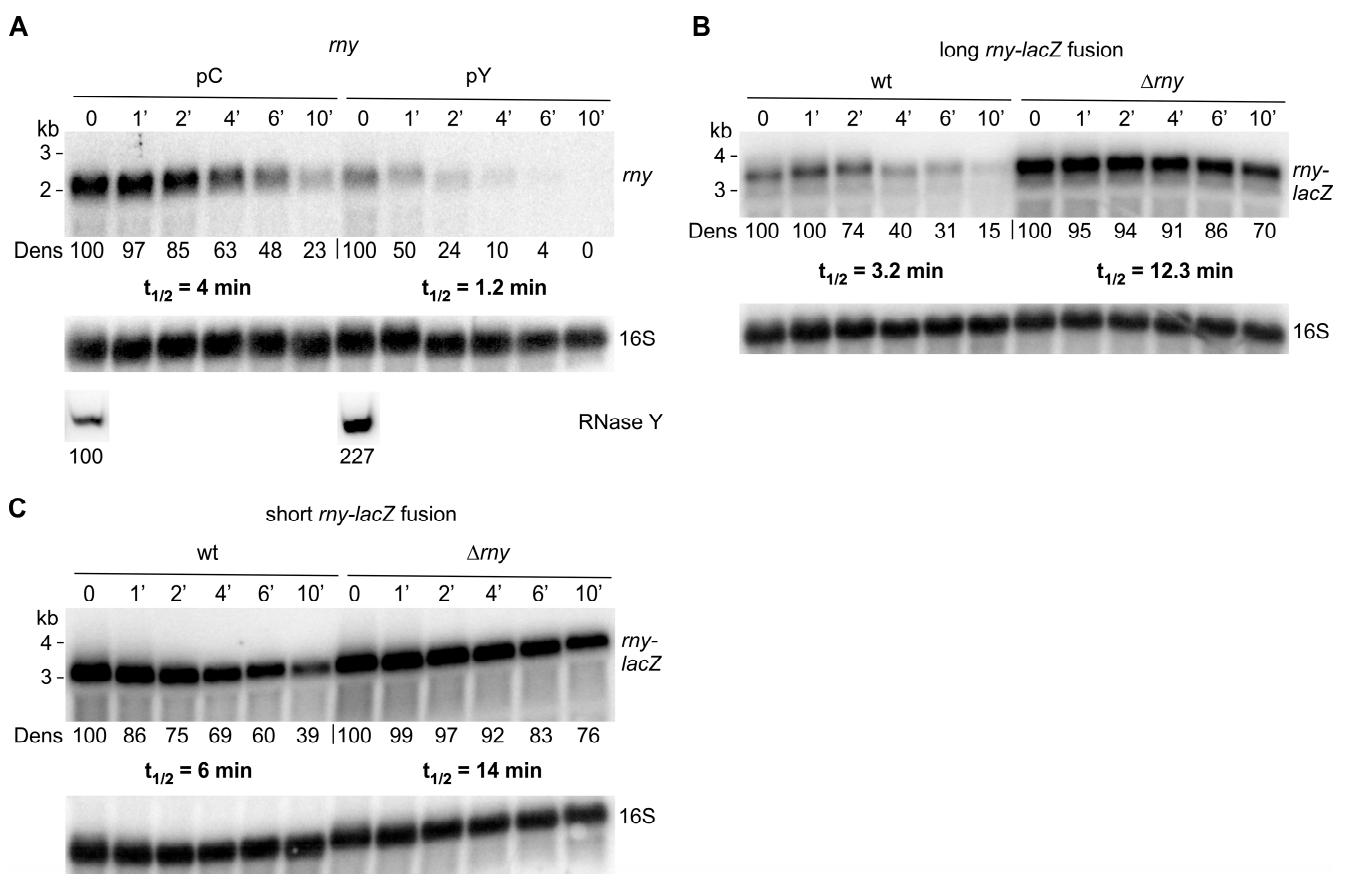 A
rny
pC pY
0 1’ 2’ 4’ 6’ 10’ 0 1’ 2’ 4’ 6’ 10’
kb
3
2
rny
Dens 100 97 85 63 48 23 100 50 24 10 4 0
t1/2 = 4 min t1/2 = 1.2 min
16S
RNase Y
100 227
B
long rny-lacZ fusion
wt Δrny
0 1’ 2’ 4’ 6’ 10’ 0 1’ 2’ 4’ 6’ 10’
kb
4
3
rny-
lacZ
Dens 100 100 74 40 31 15 100 95 94 91 86 70
t1/2 = 3.2 min t1/2 = 12.3 min
16S
C
short rny-lacZ fusion
wt Δrny
0 1’ 2’ 4’ 6’ 10’ 0 1’ 2’ 4’ 6’ 10’
kb
4
3
rny-
lacZ
Dens 100 86 75 69 60 39 100 99 97 92 83 76
t1/2 = 6 min t1/2 = 14 min
16S